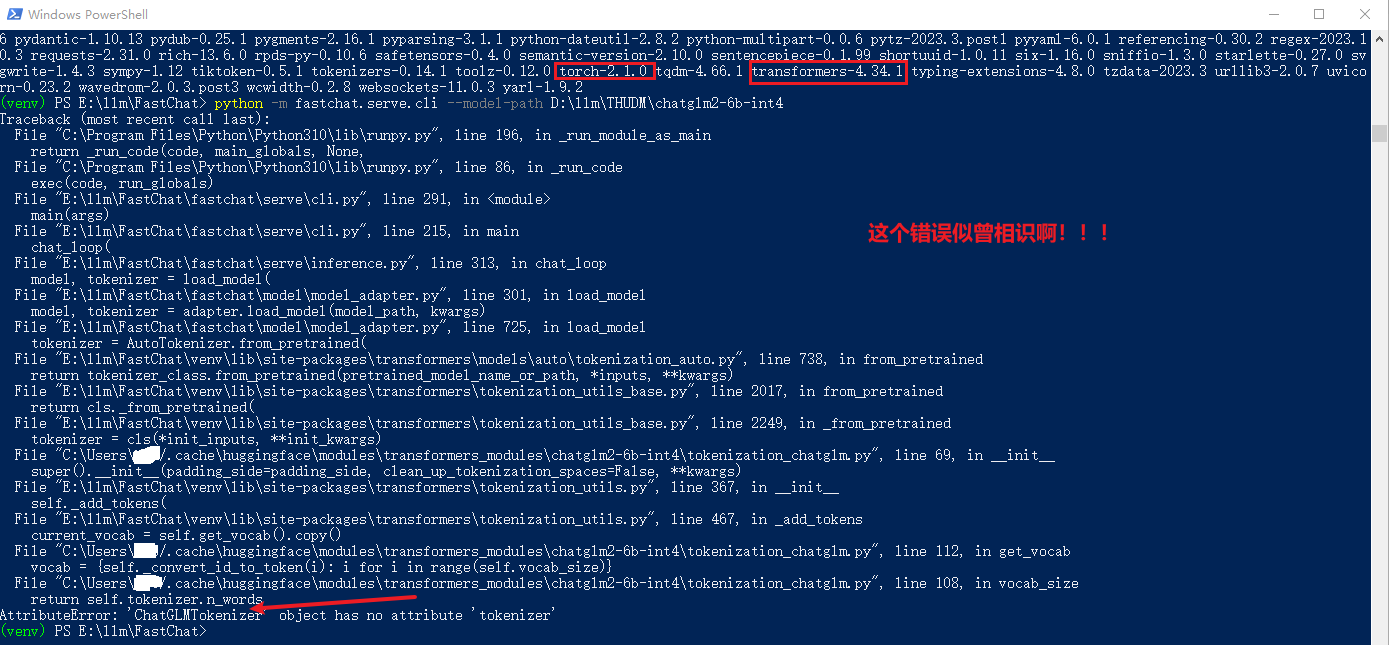 Windows PowerShell
6 pydantic-1.10.13 pydub-0.25.1 pygments-2.16.1 pyparsing-3.1.1 python-dateutil-2.8.2 python-multipart-0.0.6 pytz-2023.3.post1 pyyaml-6.0.1 referencing-0.30.2 regex-2023.1
0.3 requests-2.31.0 rich-13.6.0 rpds-py-0.10.6 safetensors-0.4.0 semantic-version-2.10.0 sentencepiece-0.1.99 shortuuid-1.0.11 six-1.16.0 sniffio-1.3.0 starlette-0.27.0 sv
gwrite-1.4.3 sympy-1.12 tiktoken-0.5.1 tokenizers-0.14.1 toolz-0.12.0 torch-2.1.0 tqdm-4.66.1 transformers-4.34.1 typing-extensions-4.8.0 tzdata-2023.3 urllib3-2.0.7 uvico
rn-0.23.2 wavedrom-2.0.3.post3 wcwidth-0.2.8 websockets-11.0.3 yarl-1.9.2
(venv) PS E:\llm\FastChat> python -m fastchat.serve.cli --model-path D:\llm\THUDM\chatglm2-6b-int4
Traceback (most recent call last):
File "C:\Program Files\Python\Python310\lib\runpy.py", line 196, in _run_module_as_main
return _run_code(code, main_globals, None,
File "C:\Program Files\Python\Python310\lib\runpy.py", line 86, in _run_code
exec(code, run_globals)
File "E:\llm\FastChat\fastchat\serve\cli.py", line 291, in <module>
main(args)
File "E:\llm\FastChat\fastchat\serve\cli.py", line 215, in main
这个错误似曾相识啊！！！
chat_loop(
File "E:\llm\FastChat\fastchat\serve\inference.py", line 313, in chat_loop
model, tokenizer = load_model(
File "E:\llm\FastChat\fastchat\model\model_adapter.py", line 301, in load_model
model, tokenizer = adapter.load_model(model_path, kwargs)
File "E:\llm\FastChat\fastchat\model\model_adapter.py", line 725, in load_model
tokenizer = AutoTokenizer.from_pretrained(
File "E:\llm\FastChat\venv\lib\site-packages\transformers\models\auto\tokenization_auto.py", line 738, in from_pretrained
return tokenizer_class.from_pretrained(pretrained_model_name_or_path, *inputs, **kwargs)
File "E:\llm\FastChat\venv\lib\site-packages\transformers\tokenization_utils_base.py", line 2017, in from_pretrained
return cls._from_pretrained(
File "E:\llm\FastChat\venv\lib\site-packages\transformers\tokenization_utils_base.py", line 2249, in _from_pretrained
tokenizer = cls(*init_inputs, **init_kwargs)
File "C:\Users\ /.cache\huggingface\modules\transformers_modules\chatglm2-6b-int4\tokenization_chatglm.py", line 69, in __init__
super().__init__(padding_side=padding_side, clean_up_tokenization_spaces=False, **kwargs)
File "E:\llm\FastChat\venv\lib\site-packages\transformers\tokenization_utils.py", line 367, in __init__
self._add_tokens(
File "E:\llm\FastChat\venv\lib\site-packages\transformers\tokenization_utils.py", line 467, in _add_tokens
current_vocab = self.get_vocab().copy()
File "C:\Users\ /.cache\huggingface\modules\transformers_modules\chatglm2-6b-int4\tokenization_chatglm.py", line 112, in get_vocab
vocab = {self._convert_id_to_token(i): i for i in range(self.vocab_size)}
File "C:\Users\ /.cache\huggingface\modules\transformers_modules\chatglm2-6b-int4\tokenization_chatglm.py", line 108, in vocab_size
return self.tokenizer.n_words
AttributeError: 'ChatGLMTokenizer' object has no attribute 'tokenizer'
(venv) PS E:\llm\FastChat>